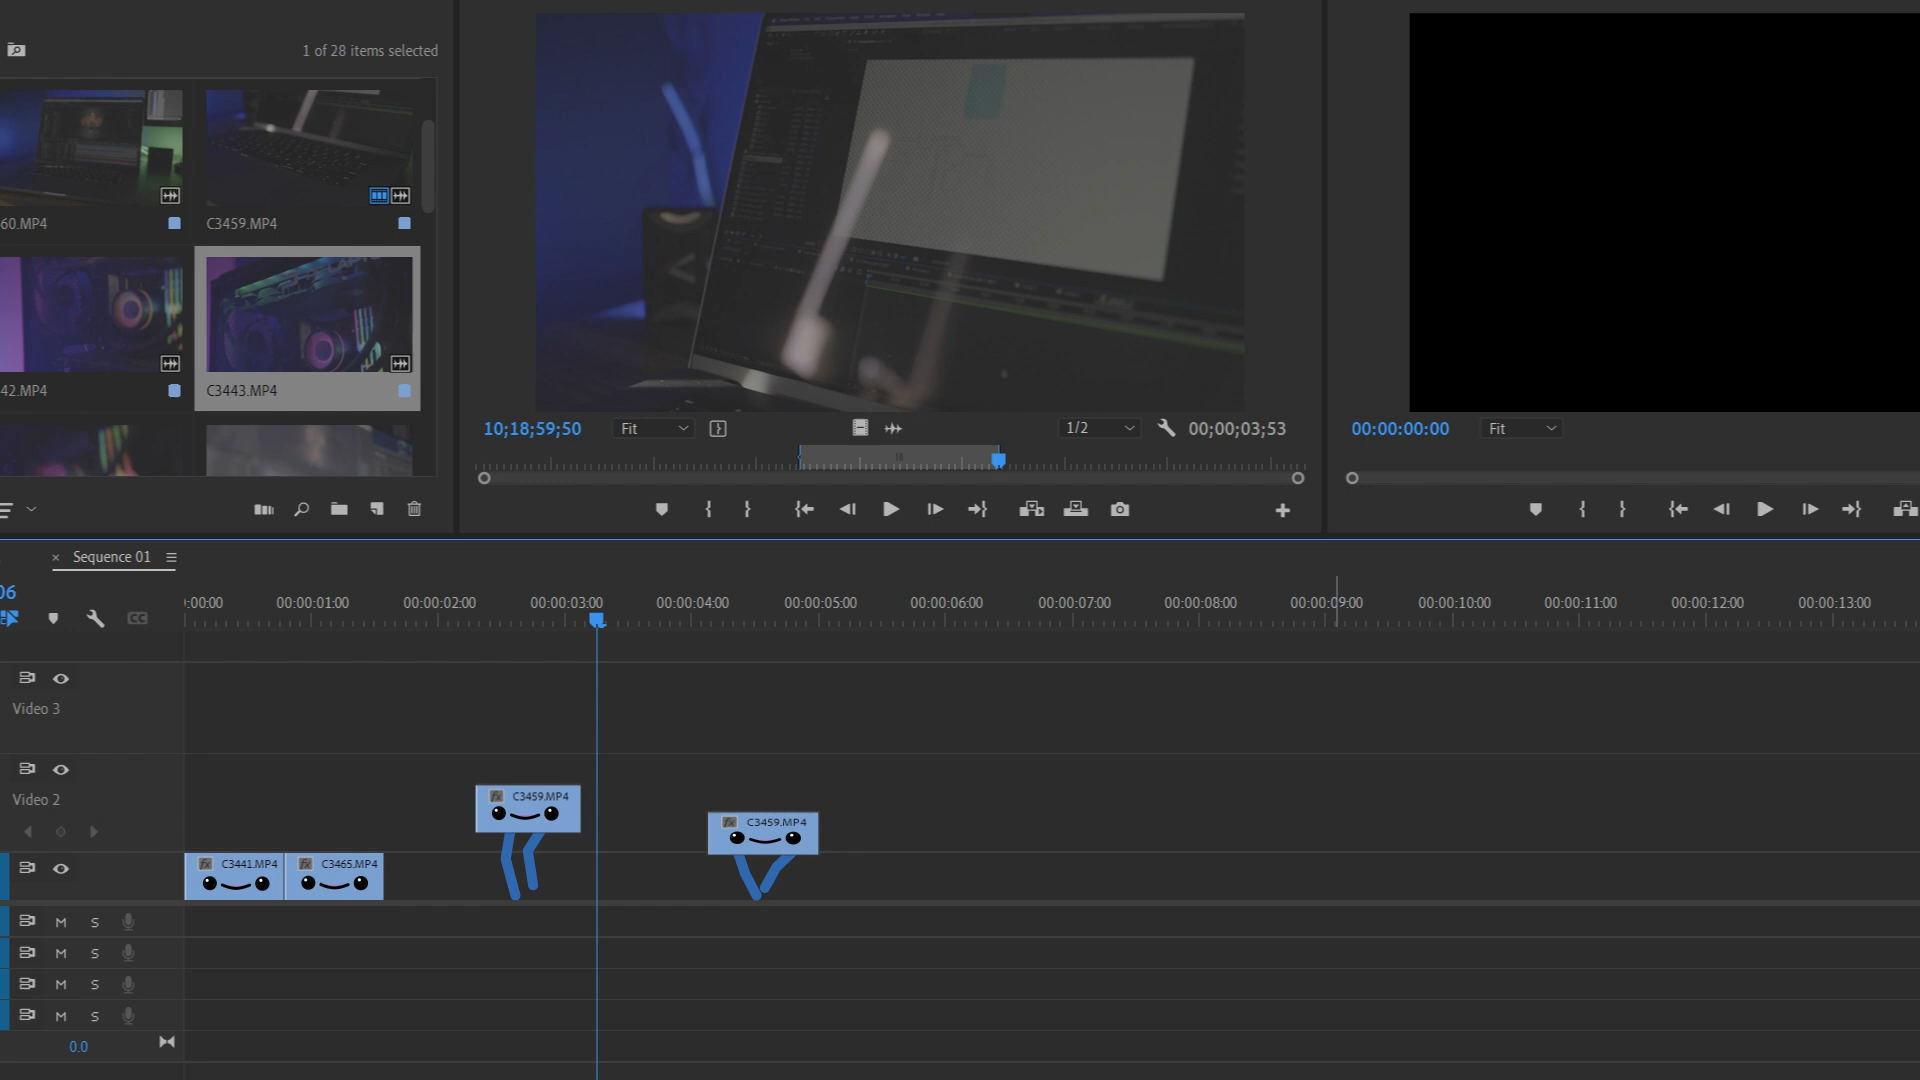 1 of 28 items selected
60.MP4
C3459.MP4
42.MP4
C3443.MP4
10;18;59;50
Fit
1/2
00;00;03;53
00:00:00:00
Fit
× Sequence 01
06
CC
:00:00
00:00:01:00
00:00:02:00
00:00:03:00
00:00:04:00
00:00:05:00
00:00:06:00
00:00:07:00
00:00:08:00
00:00:09:00
00:00:10:00
00:00:11:00
00:00:12:00
00:00:13:00
Video 3
Video 2
fx C3459.MP4
fx C3459.MP4
fx C3441.MP4
fx C3465.MP4
M S
M S
M S
M S
0.0